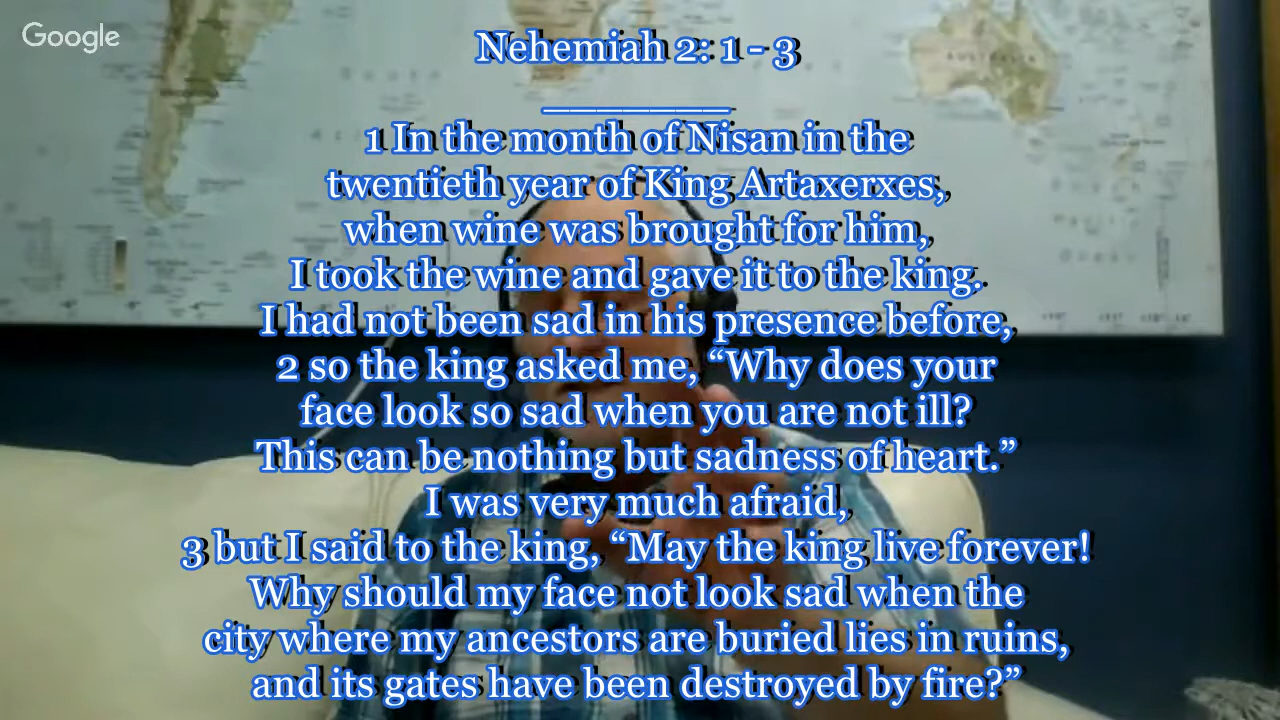 Google
Nehemiah 2: 1 - 3
________
1 In the month of Nisan in the
twentieth year of King Artaxerxes,
when wine was brought for him,
I took the wine and gave it to the king.
I had not been sad in his presence before,
2 so the king asked me, “Why does your
face look so sad when you are not ill?
This can be nothing but sadness of heart.”
I was very much afraid,
3 but I said to the king, “May the king live forever!
Why should my face not look sad when the
city where my ancestors are buried lies in ruins,
and its gates have been destroyed by fire?”
AUSTRALIA